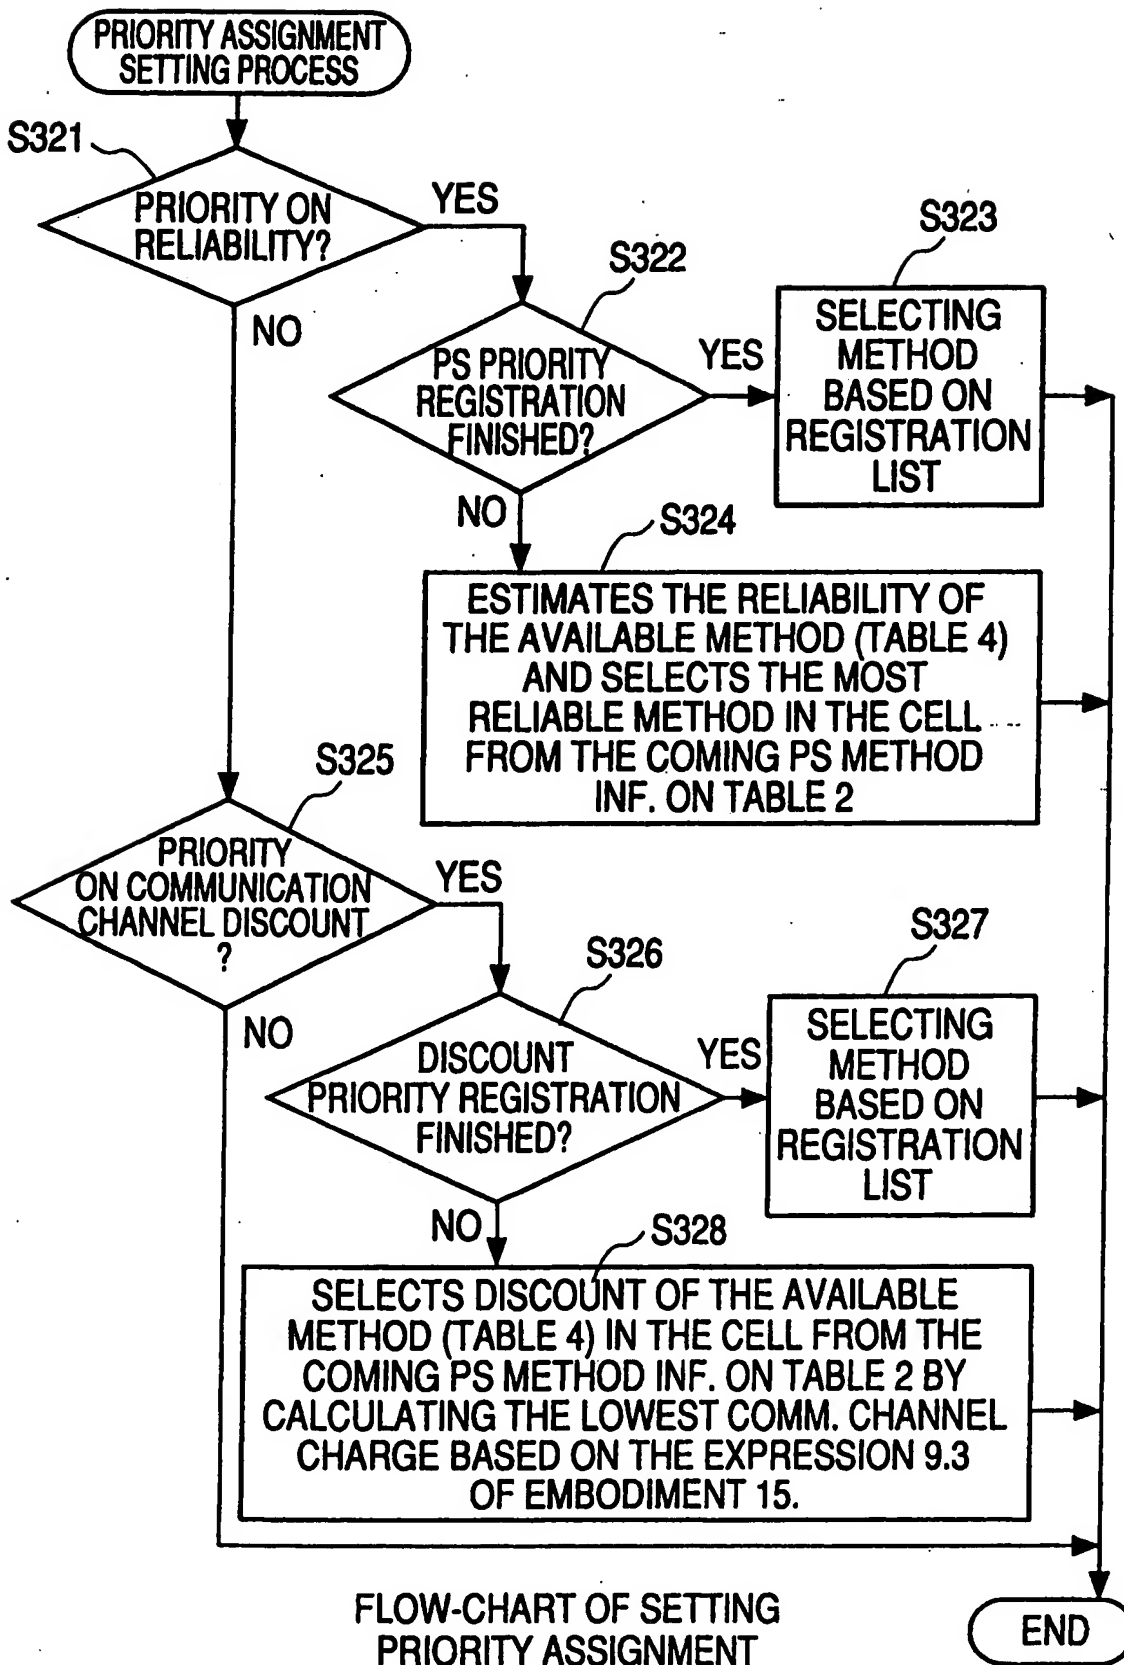 PRIORITY ASSIGNMENT
SETTING PROCESS
S321
PRIORITY ON
RELIABILITY?
YES
NO
S322
PS PRIORITY
REGISTRATION
FINISHED?
YES
NO
S323
SELECTING
METHOD
BASED ON
REGISTRATION
LIST
S324
ESTIMATES THE RELIABILITY OF
THE AVAILABLE METHOD (TABLE 4)
AND SELECTS THE MOST
RELIABLE METHOD IN THE CELL
FROM THE COMING PS METHOD
INF. ON TABLE 2
S325
PRIORITY
ON COMMUNICATION
CHANNEL DISCOUNT
?
YES
NO
S326
DISCOUNT
PRIORITY REGISTRATION
FINISHED?
YES
NO
S327
SELECTING
METHOD
BASED ON
REGISTRATION
LIST
S328
SELECTS DISCOUNT OF THE AVAILABLE
METHOD (TABLE 4) IN THE CELL FROM THE
COMING PS METHOD INF. ON TABLE 2 BY
CALCULATING THE LOWEST COMM. CHANNEL
CHARGE BASED ON THE EXPRESSION 9.3
OF EMBODIMENT 15.
END
FLOW-CHART OF SETTING
PRIORITY ASSIGNMENT